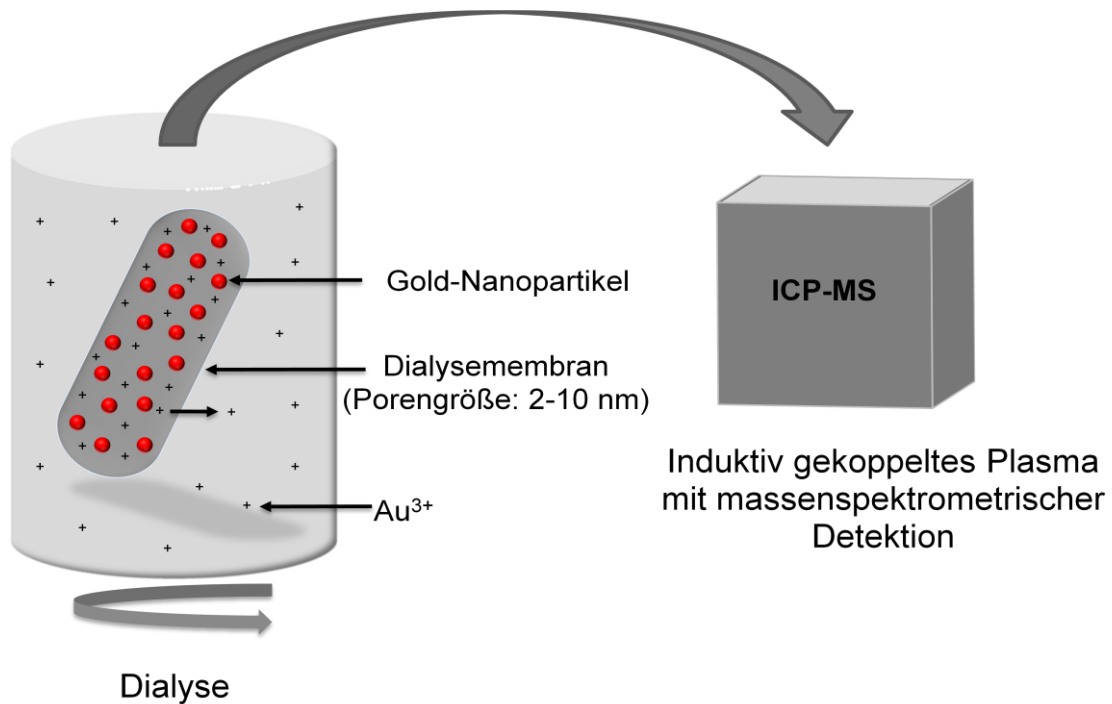 Gold-Nanopartikel
Dialysemembran
(Porengröße: 2-10 nm)
Au³⁺
Dialyse
ICP-MS
Induktiv gekoppeltes Plasma
mit massenspektrometrischer
Detektion